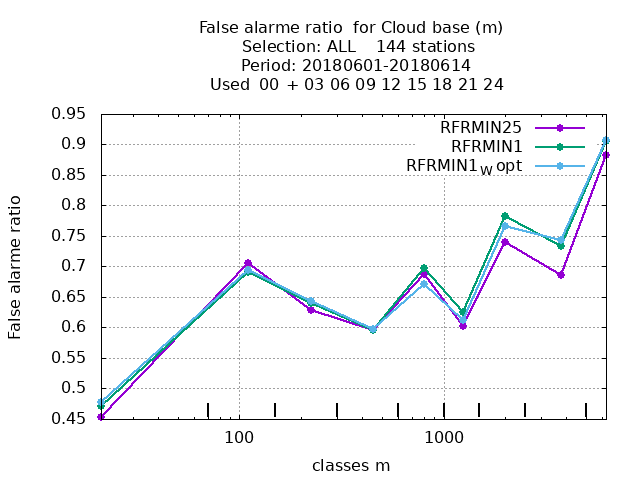 False alarme ratio  for Cloud base (m)
Selection: ALL    144 stations
Period: 20180601-20180614
Used  00 + 03 06 09 12 15 18 21 24
0.95
0.9
0.85
0.8
0.75
0.7
0.65
0.6
0.55
0.5
0.45
False alarme ratio
RFRMIN25
RFRMIN1
RFRMIN1W opt
100
1000
classes m